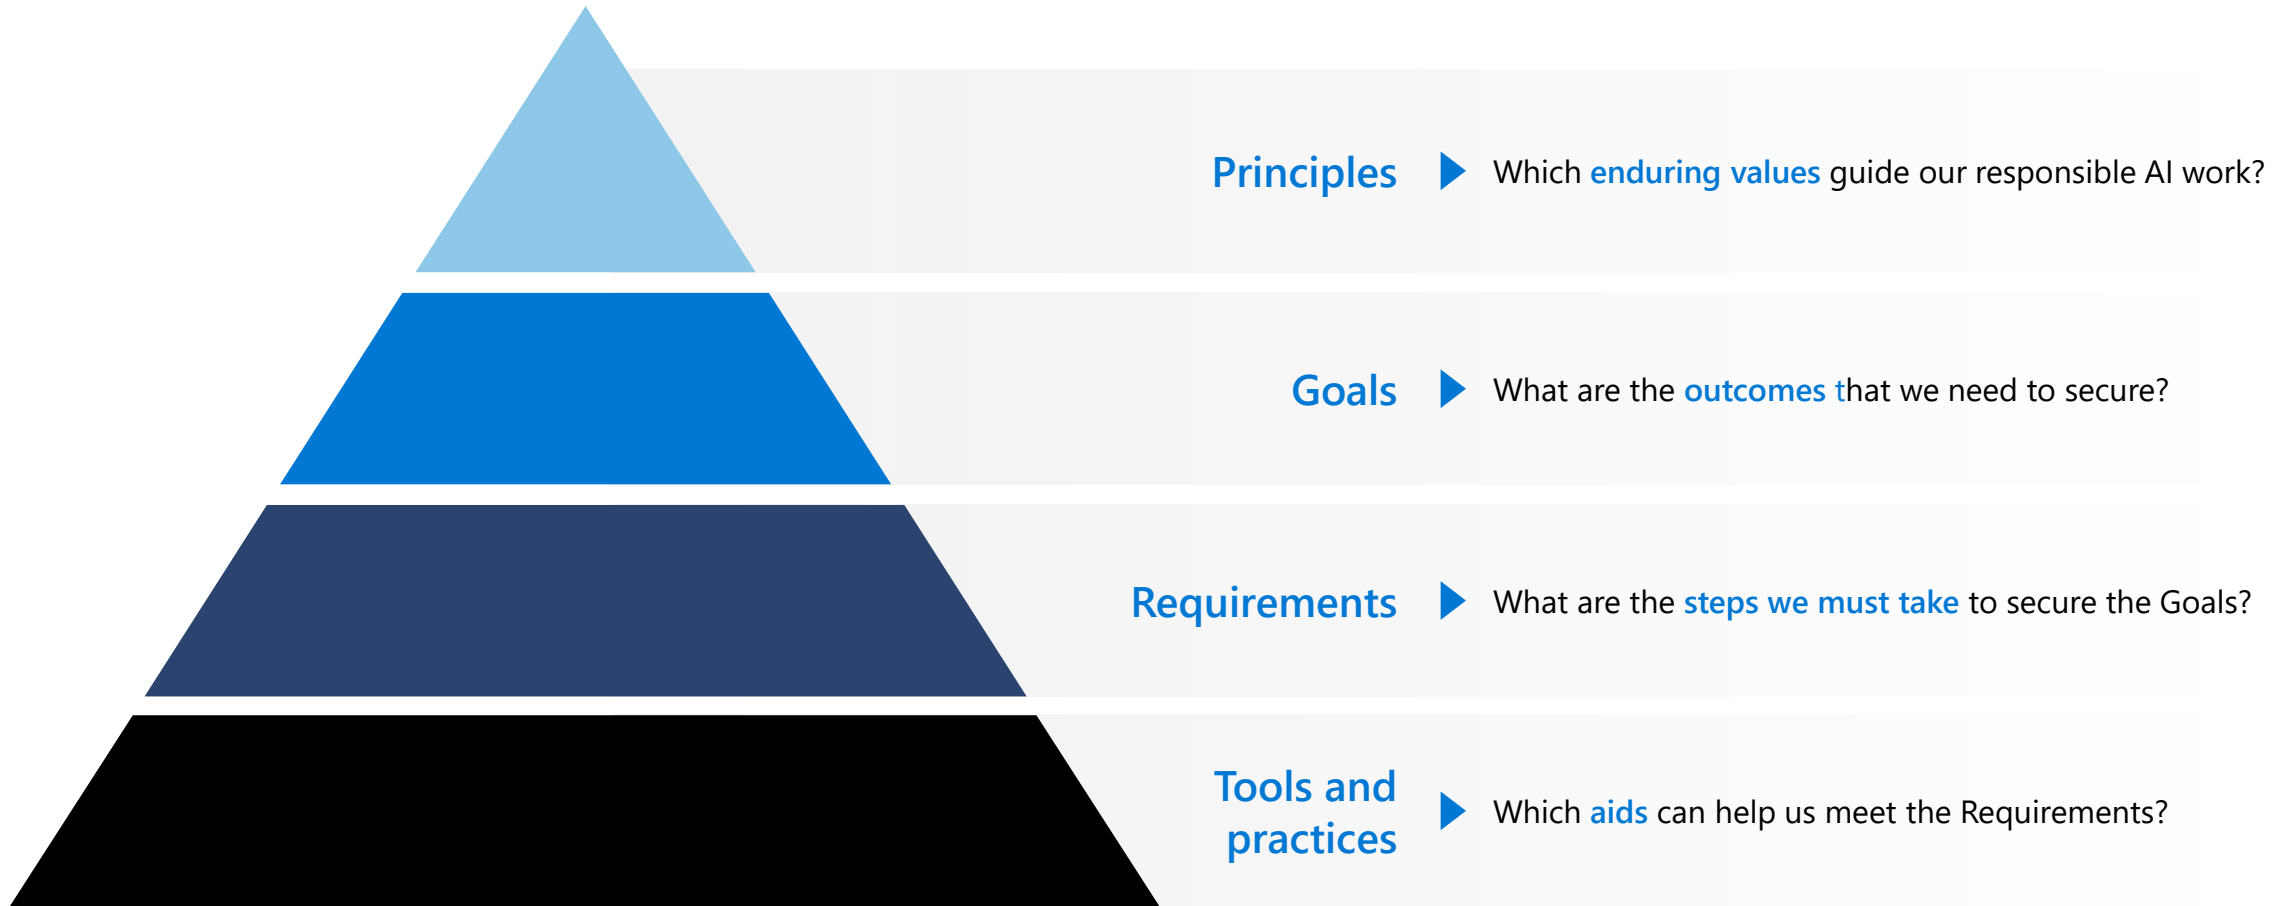 Principles
Which enduring values guide our responsible AI work?
Goals
What are the outcomes that we need to secure?
Requirements
What are the steps we must take to secure the Goals?
Tools and
practices
Which aids can help us meet the Requirements?